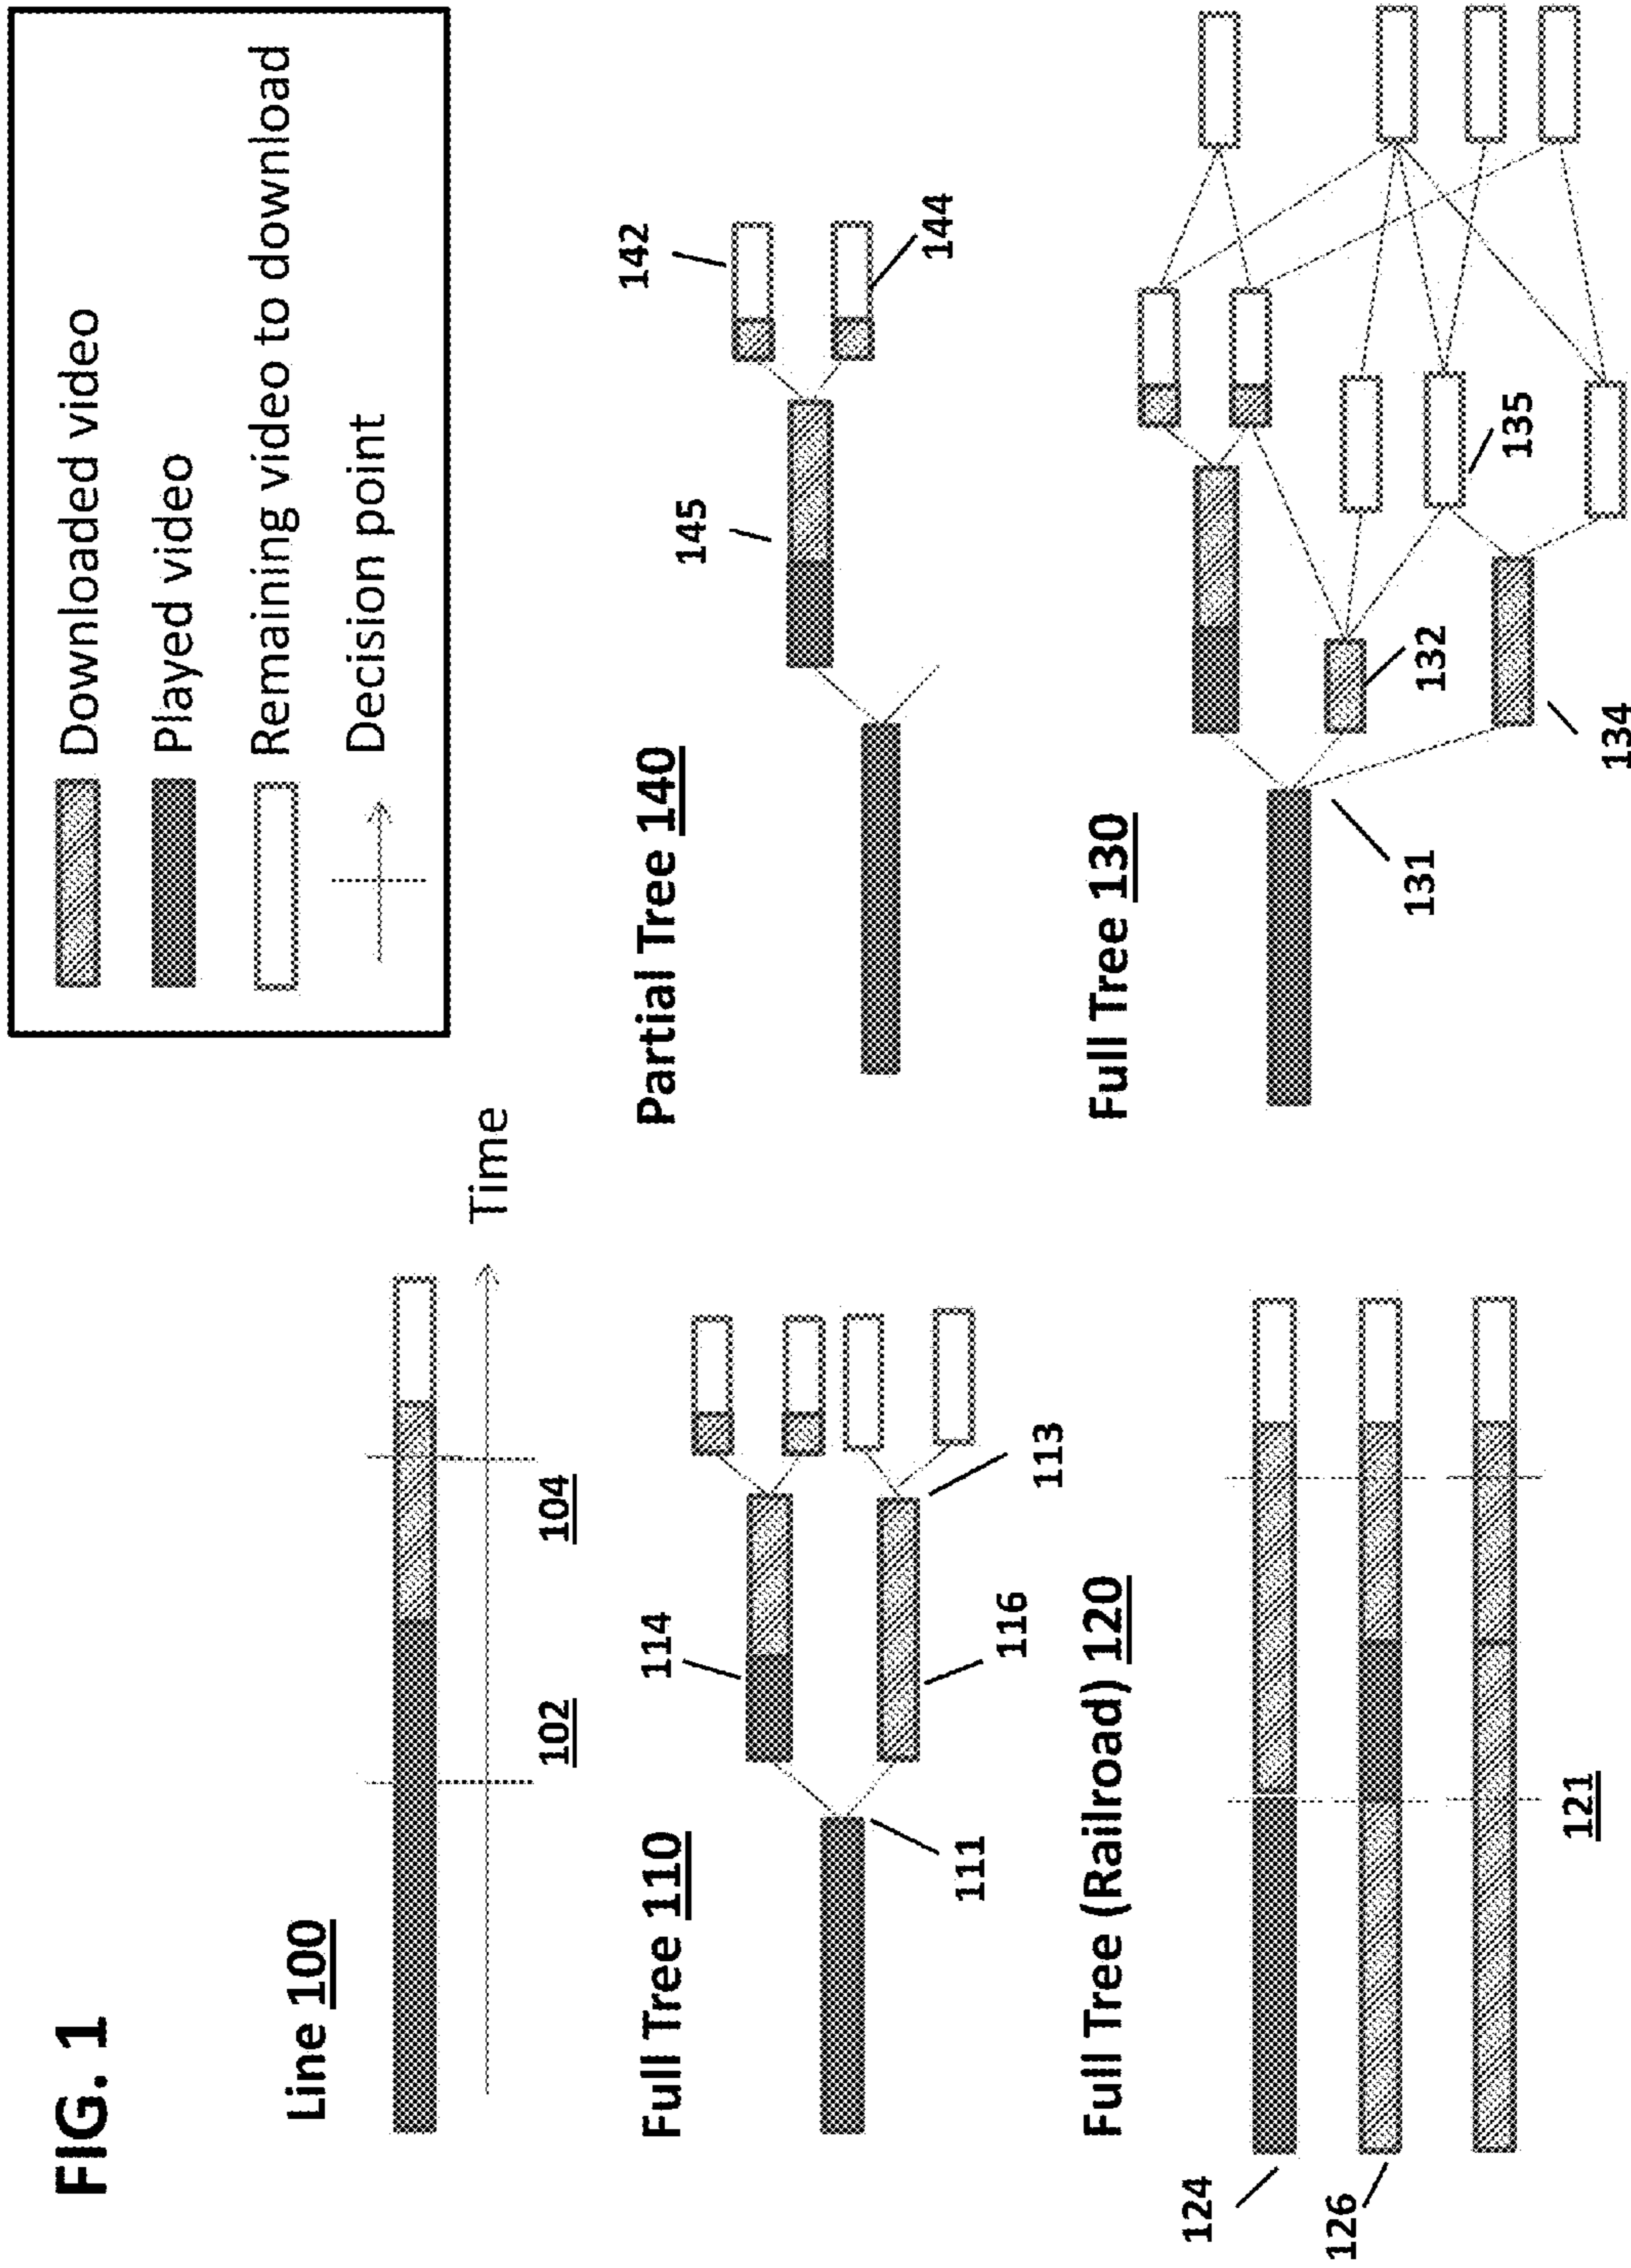 FIG. 1
Downloaded video
Played video
Remaining video to download
Decision point
Line 100
Time
102
104
Full Tree 110
114
116
111
113
Partial Tree 140
145
142
144
Full Tree (Railroad) 120
124
126
121
Full Tree 130
131
132
134
135